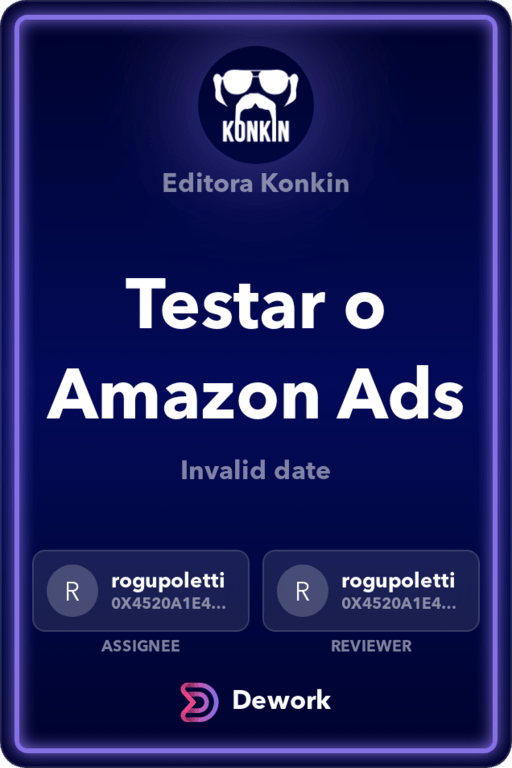 KONKIN
Editora Konkin
Testar o
Amazon Ads
Invalid date
R rogupoletti
0X4520A1E4...
ASSIGNEE
R rogupoletti
0X4520A1E4...
REVIEWER
Dework